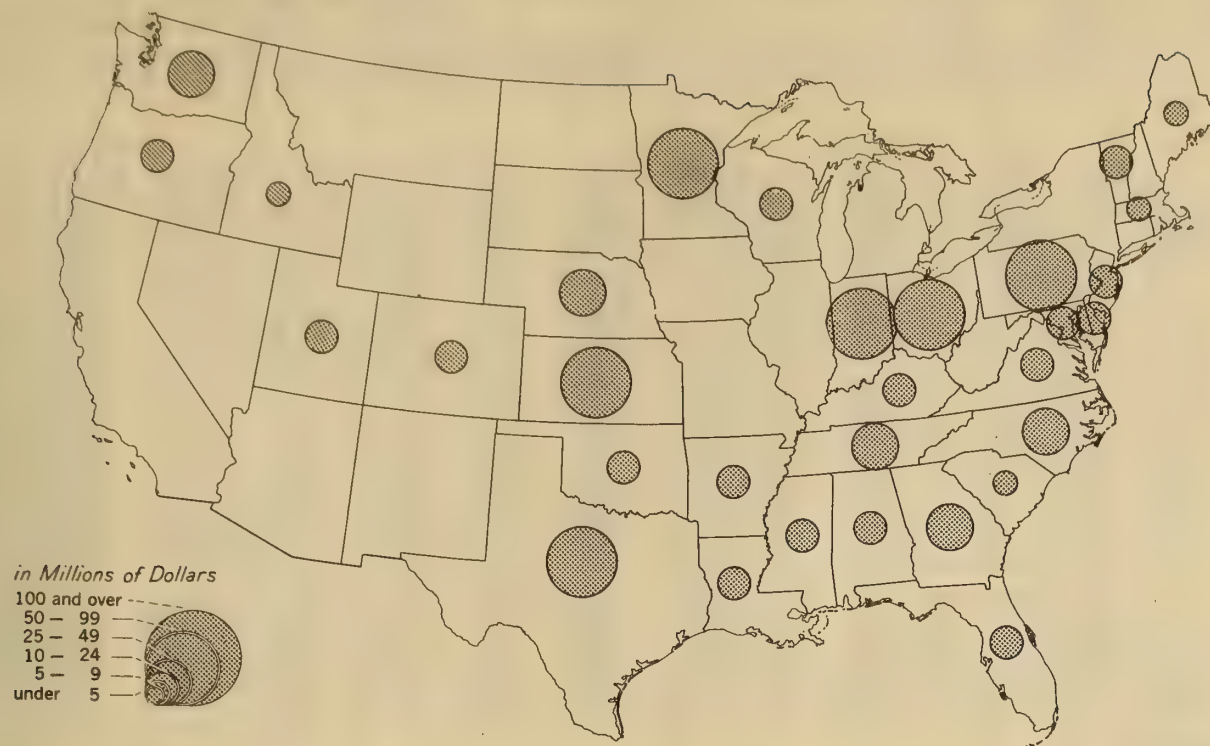 in Millions of Dollars
100 and over
50 – 99
25 – 49
10 – 24
5 – 9
under 5